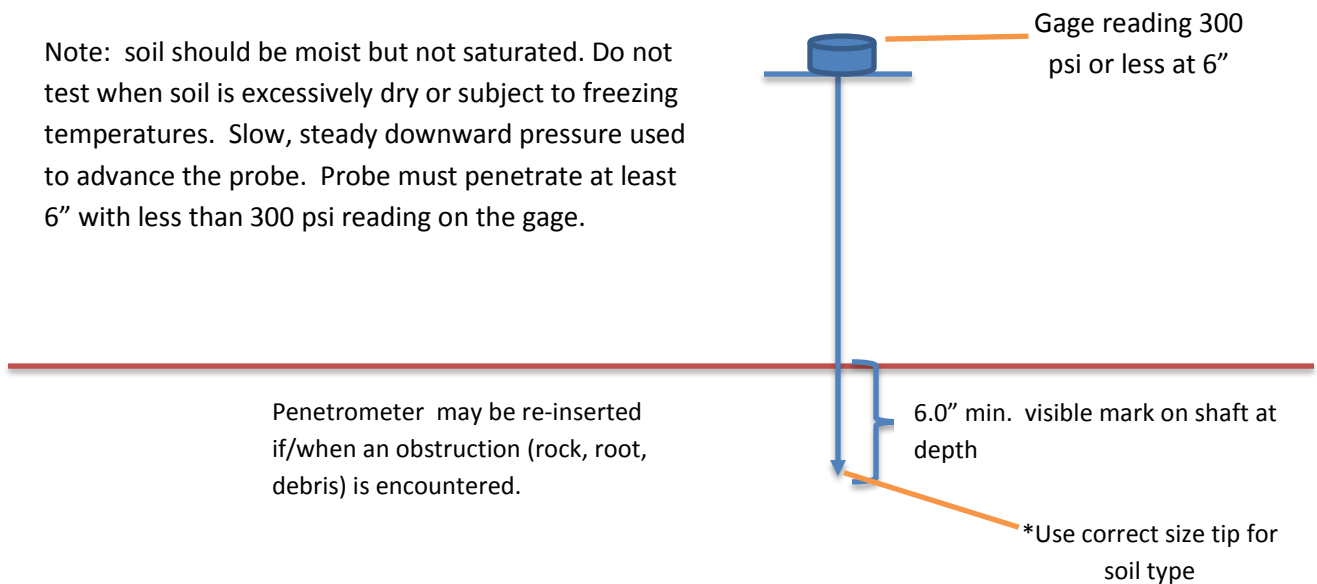 Note:  soil should be moist but not saturated. Do not
test when soil is excessively dry or subject to freezing
temperatures.  Slow, steady downward pressure used
to advance the probe.  Probe must penetrate at least
6” with less than 300 psi reading on the gage.
Gage reading 300
psi or less at 6”
Penetrometer  may be re-inserted
if/when an obstruction (rock, root,
debris) is encountered.
6.0” min.  visible mark on shaft at
depth
*Use correct size tip for
soil type